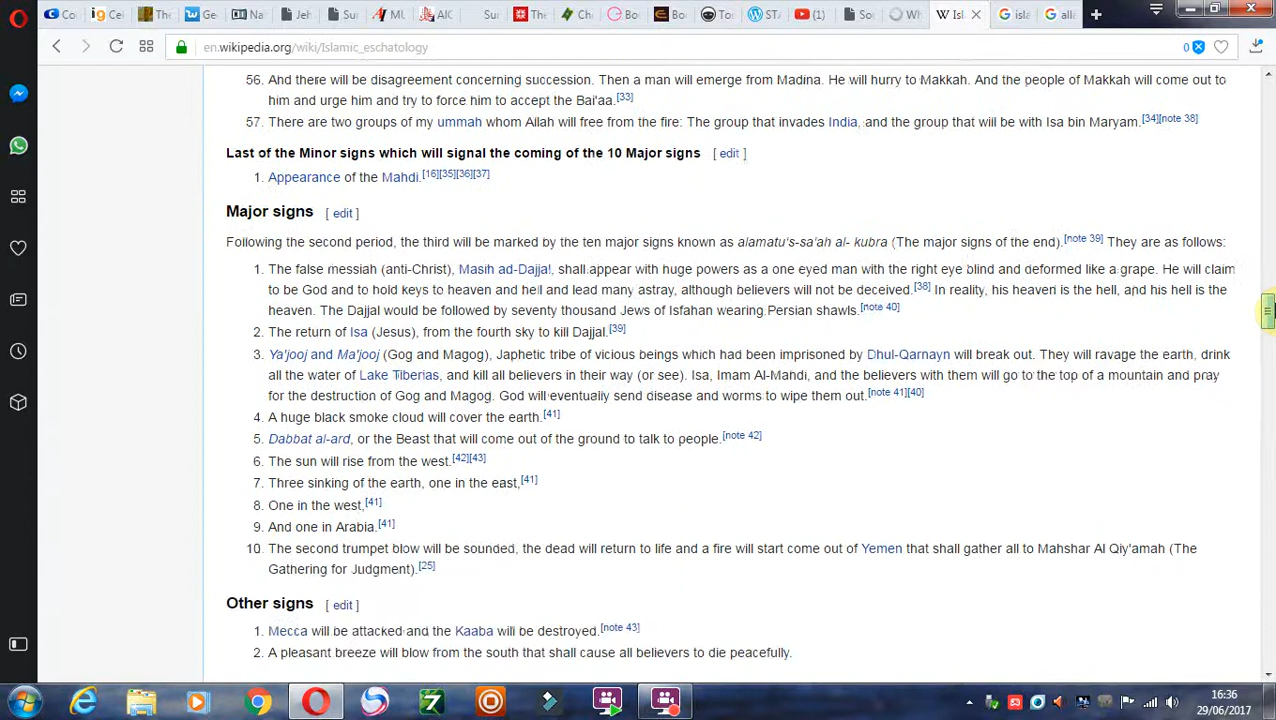 Co
Cel
Th
Ge
Na
Jeh
Sur
A J
AIC
Su
The
Che
Boo
Boo
To
STA
(1)
So
Wh
W Isl
isla
alla
en.wikipedia.org/wiki/Islamic_eschatology
0
56. And there will be disagreement concerning succession. Then a man will emerge from Madina. He will hurry to Makkah. And the people of Makkah will come out to
him and urge him and try to force him to accept the Bai'aa.[33]
57. There are two groups of my ummah whom Allah will free from the fire: The group that invades India, and the group that will be with Isa bin Maryam.[34][note 38]
Last of the Minor signs which will signal the coming of the 10 Major signs [ edit ]
1. Appearance of the Mahdi.[16][35][36][37]
Major signs [ edit ]
Following the second period, the third will be marked by the ten major signs known as alamatu's-sa'ah al- kubra (The major signs of the end).[note 39] They are as follows:
1. The false messiah (anti-Christ), Masih ad-Dajjal, shall appear with huge powers as a one eyed man with the right eye blind and deformed like a grape. He will claim
to be God and to hold keys to heaven and hell and lead many astray, although believers will not be deceived.[38] In reality, his heaven is the hell, and his hell is the
heaven. The Dajjal would be followed by seventy thousand Jews of Isfahan wearing Persian shawls.[note 40]
2. The return of Isa (Jesus), from the fourth sky to kill Dajjal.[39]
3. Ya'jooj and Ma'jooj (Gog and Magog), Japhetic tribe of vicious beings which had been imprisoned by Dhul-Qarnayn will break out. They will ravage the earth, drink
all the water of Lake Tiberias, and kill all believers in their way (or see). Isa, Imam Al-Mahdi, and the believers with them will go to the top of a mountain and pray
for the destruction of Gog and Magog. God will eventually send disease and worms to wipe them out.[note 41][40]
4. A huge black smoke cloud will cover the earth.[41]
5. Dabbat al-ard, or the Beast that will come out of the ground to talk to people.[note 42]
6. The sun will rise from the west.[42][43]
7. Three sinking of the earth, one in the east,[41]
8. One in the west,[41]
9. And one in Arabia.[41]
10. The second trumpet blow will be sounded, the dead will return to life and a fire will start come out of Yemen that shall gather all to Mahshar Al Qiy'amah (The
Gathering for Judgment).[25]
Other signs [ edit ]
1. Mecca will be attacked and the Kaaba will be destroyed.[note 43]
2. A pleasant breeze will blow from the south that shall cause all believers to die peacefully.
16:36
29/06/2017